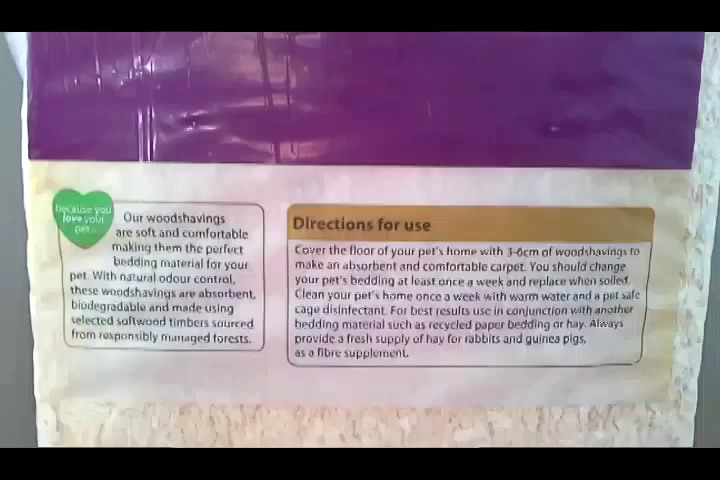 because you
love your
pet...
Our woodshavings
are soft and comfortable
making them the perfect
bedding material for your
pet. With natural odour control,
these woodshavings are absorbent,
biodegradable and made using
selected softwood timbers sourced
from responsibly managed forests.
Directions for use
Cover the floor of your pet's home with 3-6cm of woodshavings to
make an absorbent and comfortable carpet. You should change
your pet's bedding at least once a week and replace when soiled.
Clean your pet's home once a week with warm water and a pet safe
cage disinfectant. For best results use in conjunction with another
bedding material such as recycled paper bedding or hay. Always
provide a fresh supply of hay for rabbits and guinea pigs,
as a fibre supplement.